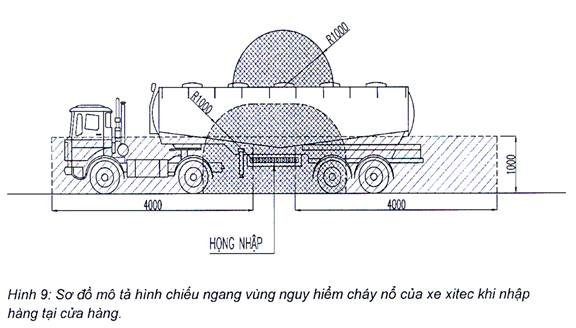 R1000
R1000
1000
4000
4000
HỌNG NHẬP
Hình 9: Sơ đồ mô tả hình chiếu ngang vùng nguy hiểm cháy nổ của xe xitec khi nhập
hàng tại cửa hàng.